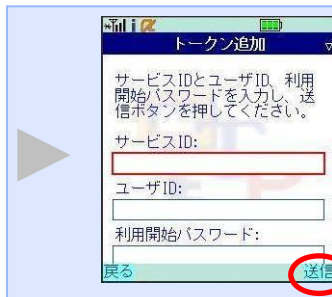 トークン追加
サービスIDとユーザID、利用
開始パスワードを入力し、送
信ボタンを押してください。
サービスID:
ユーザID:
利用開始パスワード:
戻る
送信